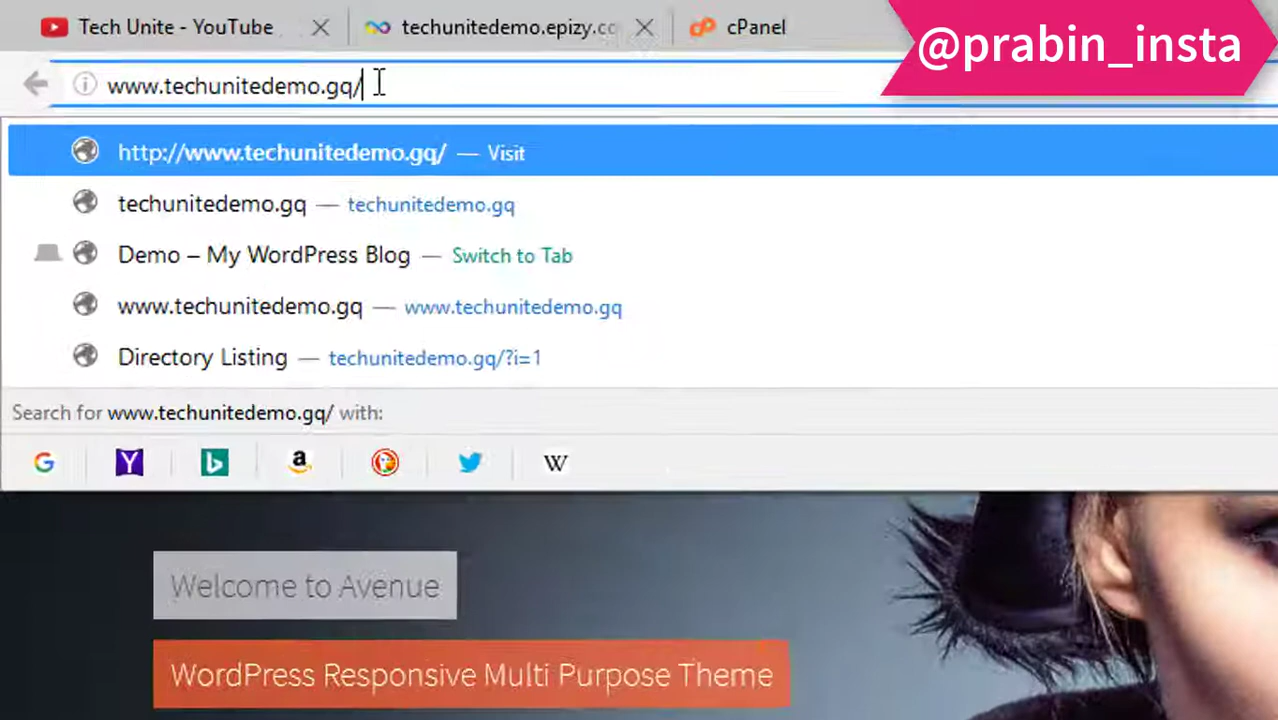 Tech Unite - YouTube
techunitedemo.epizy.co
cPanel
@prabin_insta
www.techunitedemo.gq/
http://www.techunitedemo.gq/ — Visit
techunitedemo.gq — techunitedemo.gq
Demo – My WordPress Blog — Switch to Tab
www.techunitedemo.gq — www.techunitedemo.gq
Directory Listing — techunitedemo.gq/?i=1
Search for www.techunitedemo.gq/ with:
Welcome to Avenue
WordPress Responsive Multi Purpose Theme